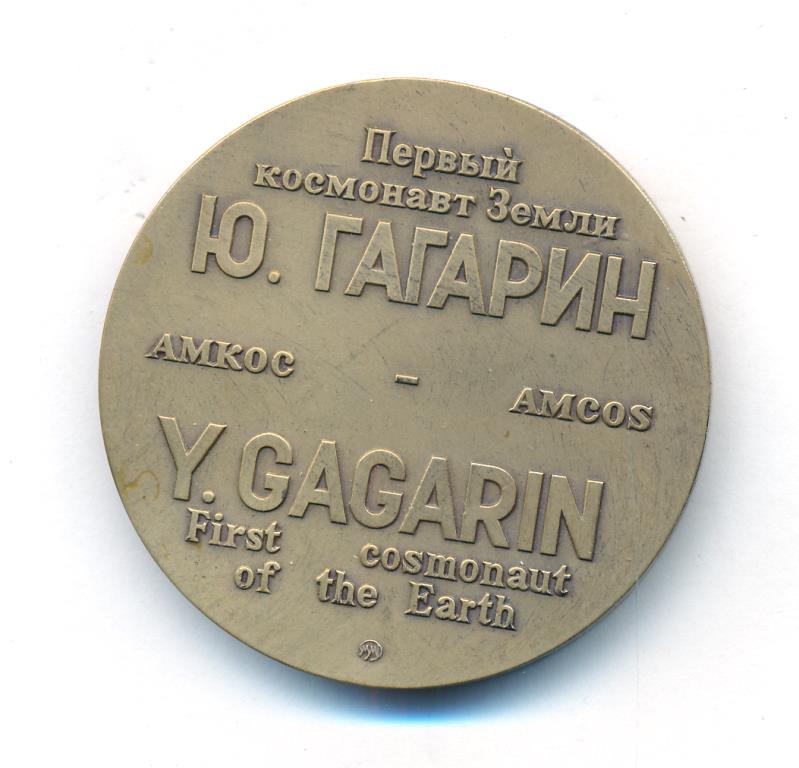 Первый
космонавт Земли
Ю. ГАГАРИН
АМКОС - AMCOS
Y. GAGARIN
First cosmonaut
of the Earth